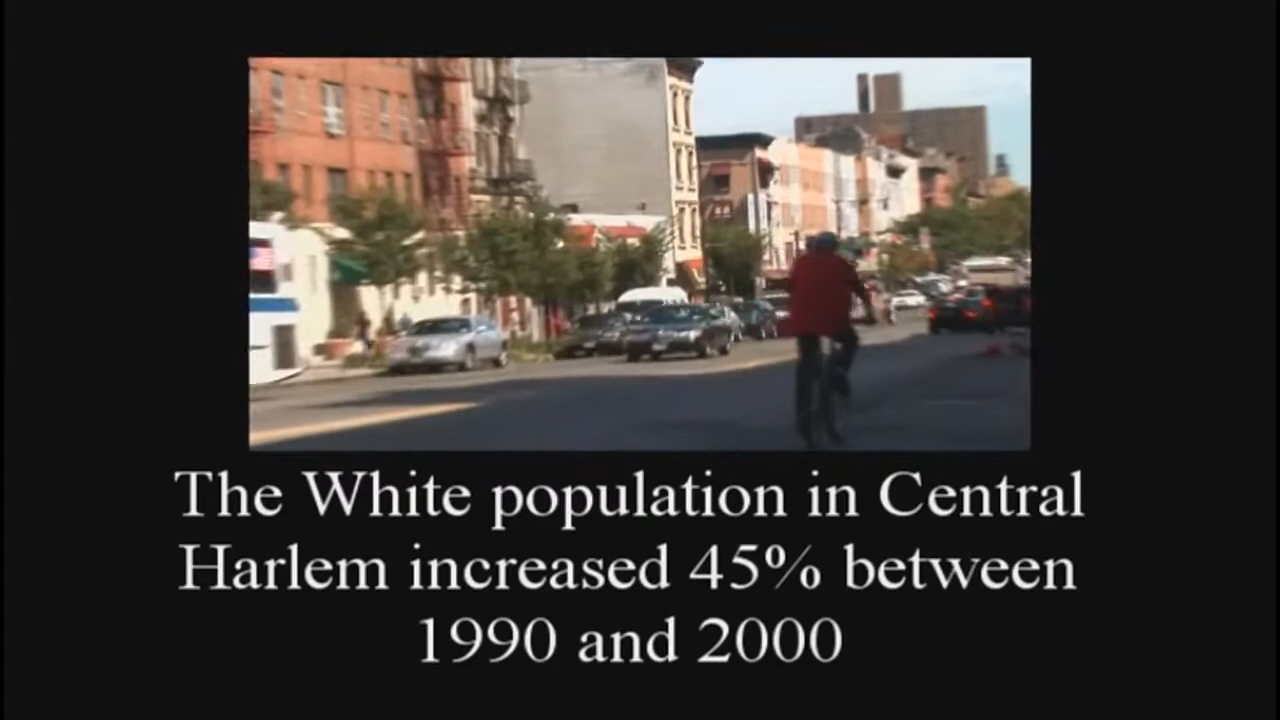 The White population in Central
Harlem increased 45% between
1990 and 2000